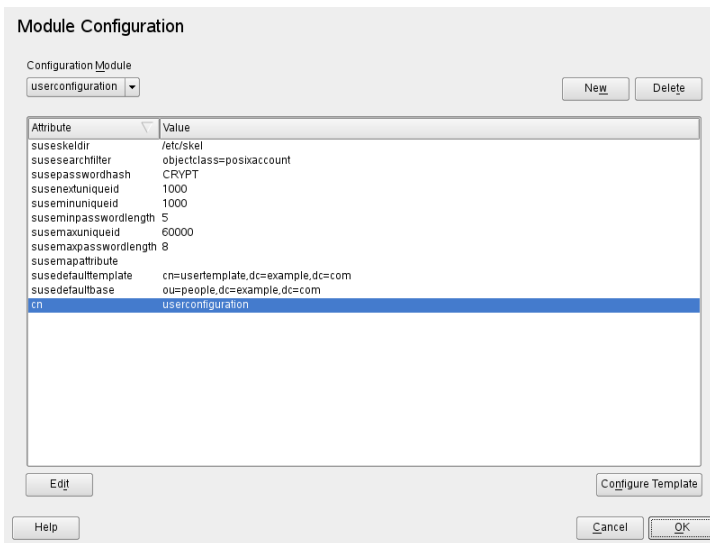 Module Configuration
Configuration Module
userconfiguration
New
Delete
Attribute Value
suseskeldir /etc/skel
susesearchfilter objectclass=posixaccount
susepasswordhash CRYPT
susenextuniqueid 1000
suseminuniqueid 1000
suseminpasswordlength 5
susemaxuniqueid 60000
susemaxpasswordlength 8
susemapattribute
susedefaulttemplate cn=usertemplate,dc=example,dc=com
susedefaultbase ou=people,dc=example,dc=com
cn userconfiguration
Edit
Configure Template
Help
Cancel
OK